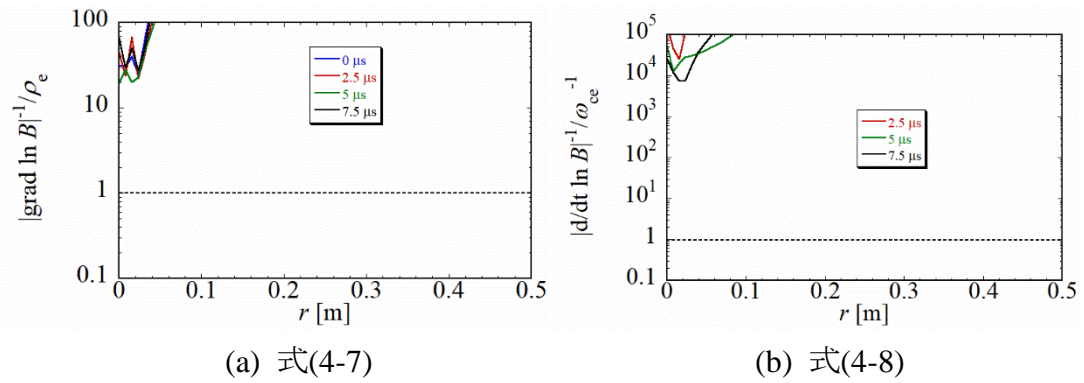 100
10
1
0.1
|grad ln B|⁻¹/ρₑ
0 μs
2.5 μs
5 μs
7.5 μs
0 0.1 0.2 0.3 0.4 0.5
r [m]
(a) 式(4-7)
10⁵
10⁴
10³
10²
10¹
1
0.1
|d/dt ln B|⁻¹/ω_ce⁻¹
2.5 μs
5 μs
7.5 μs
0 0.1 0.2 0.3 0.4 0.5
r [m]
(b) 式(4-8)